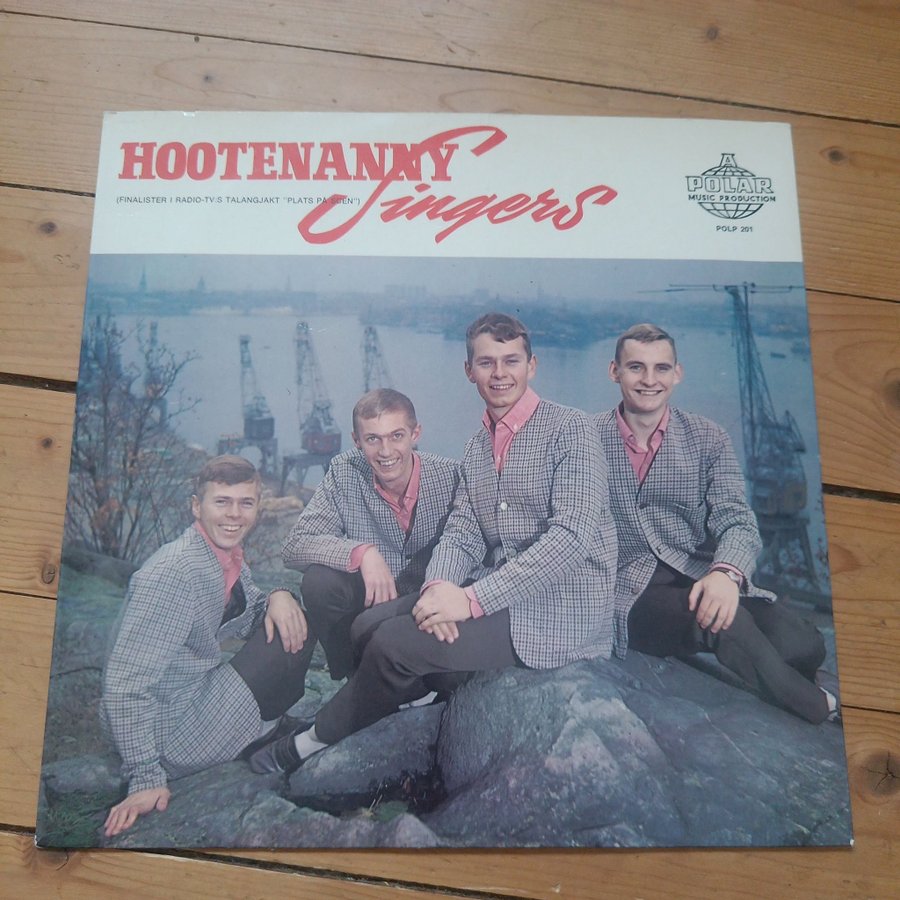 HOOTENANNY
Singers
(FINALISTER I RADIO-TV:S TALANGJAKT "PLATS PÅ SCEN")
A
POLAR
MUSIC PRODUCTION
POLP 201